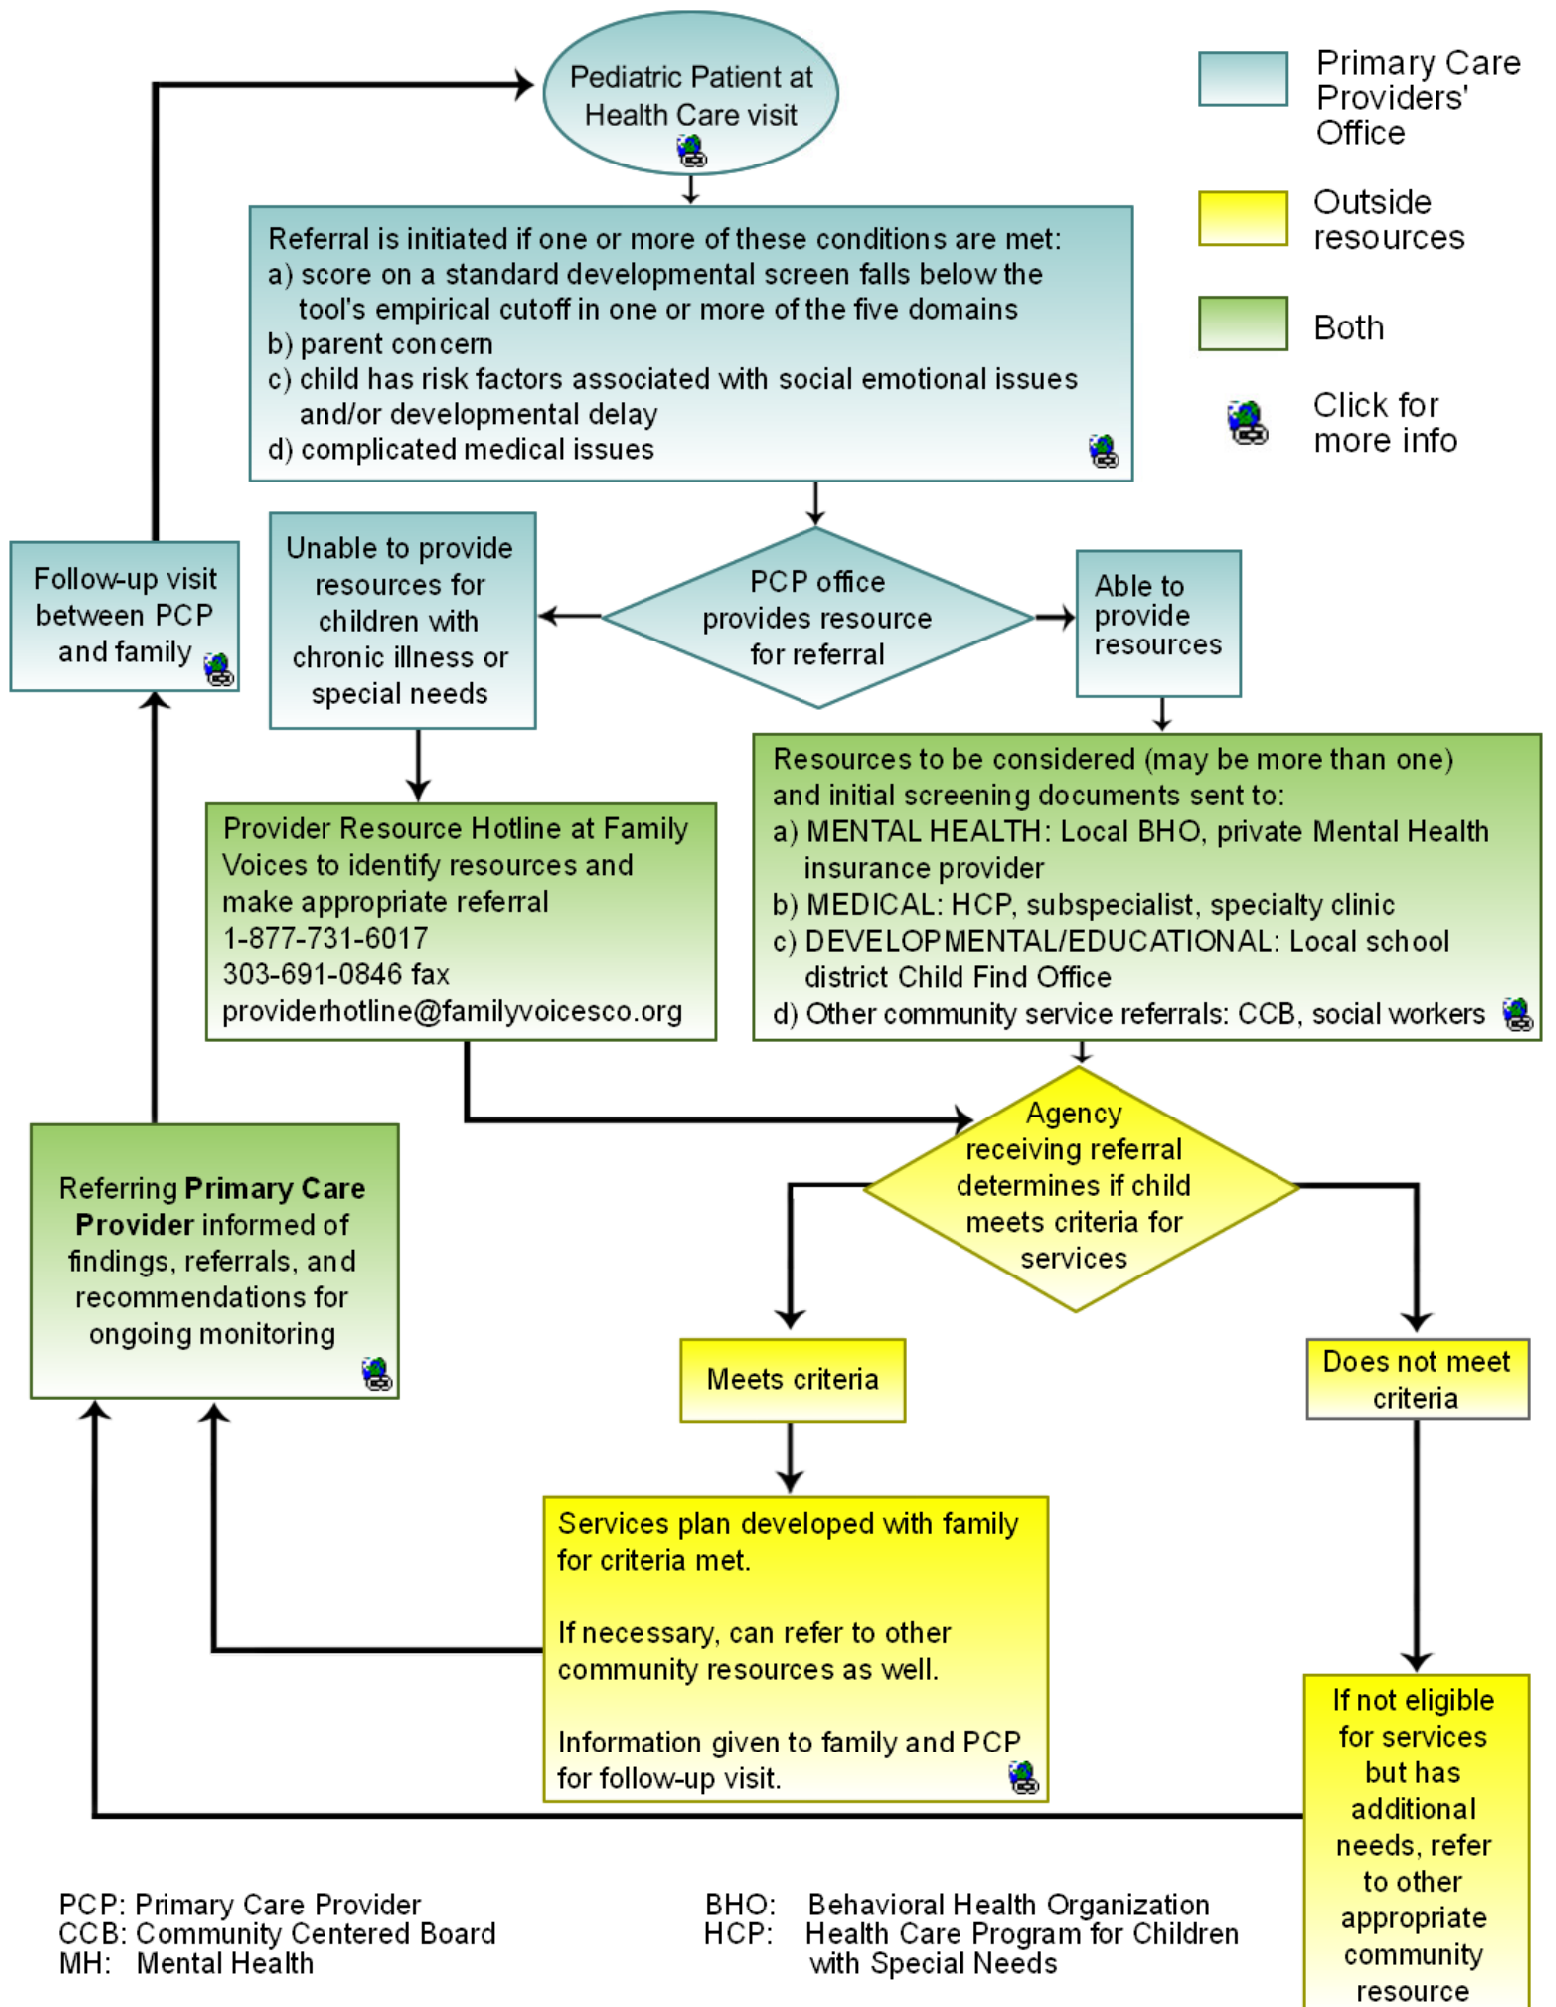 Pediatric Patient at
Health Care visit
Primary Care
Providers'
Office
Outside
resources
Both
Click for
more info
Referral is initiated if one or more of these conditions are met:
a) score on a standard developmental screen falls below the
tool's empirical cutoff in one or more of the five domains
b) parent concern
c) child has risk factors associated with social emotional issues
and/or developmental delay
d) complicated medical issues
Follow-up visit
between PCP
and family
Unable to provide
resources for
children with
chronic illness or
special needs
PCP office
provides resource
for referral
Able to
provide
resources
Provider Resource Hotline at Family
Voices to identify resources and
make appropriate referral
1-877-731-6017
303-691-0846 fax
providerhotline@familyvoicesco.org
Resources to be considered (may be more than one)
and initial screening documents sent to:
a) MENTAL HEALTH: Local BHO, private Mental Health
insurance provider
b) MEDICAL: HCP, subspecialist, specialty clinic
c) DEVELOPMENTAL/EDUCATIONAL: Local school
district Child Find Office
d) Other community service referrals: CCB, social workers
Agency
receiving referral
determines if child
meets criteria for
services
Referring Primary Care
Provider informed of
findings, referrals, and
recommendations for
ongoing monitoring
Meets criteria
Does not meet
criteria
Services plan developed with family
for criteria met.
If necessary, can refer to other
community resources as well.
Information given to family and PCP
for follow-up visit.
If not eligible
for services
but has
additional
needs, refer
to other
appropriate
community
resource
PCP: Primary Care Provider
CCB: Community Centered Board
MH: Mental Health
BHO: Behavioral Health Organization
HCP: Health Care Program for Children
with Special Needs